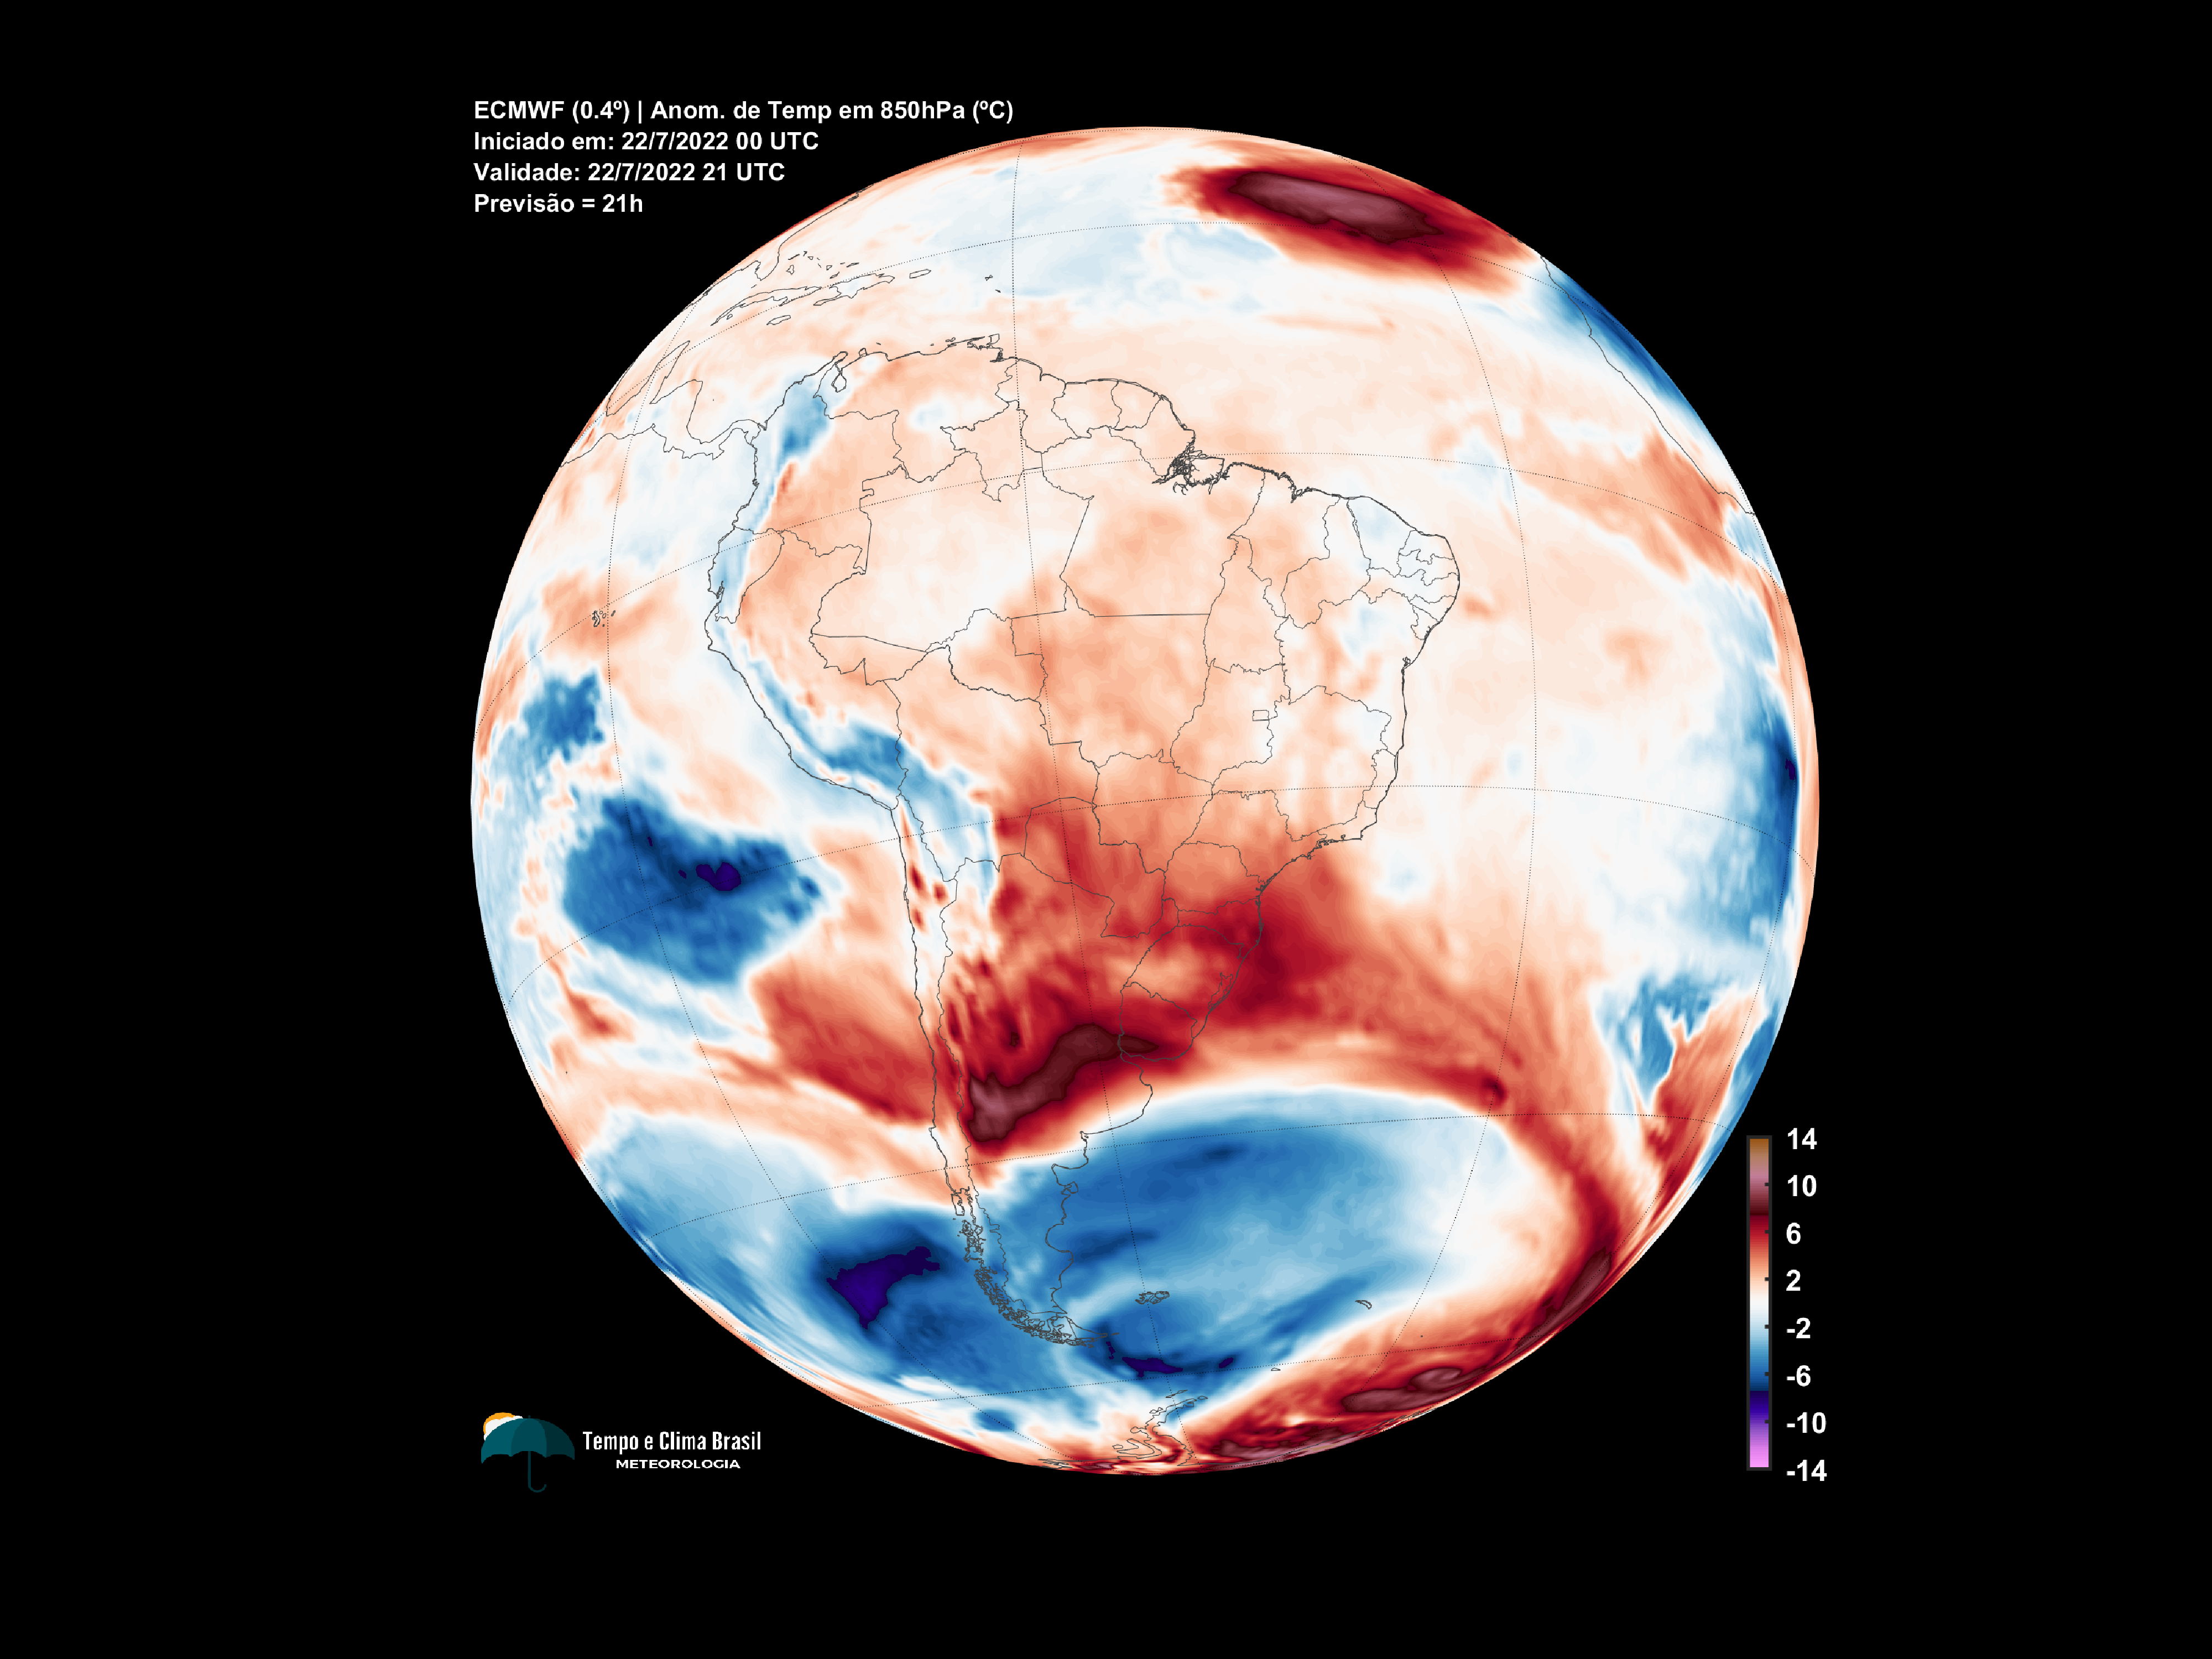 ECMWF (0.4º) | Anom. de Temp em 850hPa (ºC)
Iniciado em: 22/7/2022 00 UTC
Validade: 22/7/2022 21 UTC
Previsão = 21h
14
10
6
2
-2
-6
-10
-14
Tempo e Clima Brasil
METEOROLOGIA